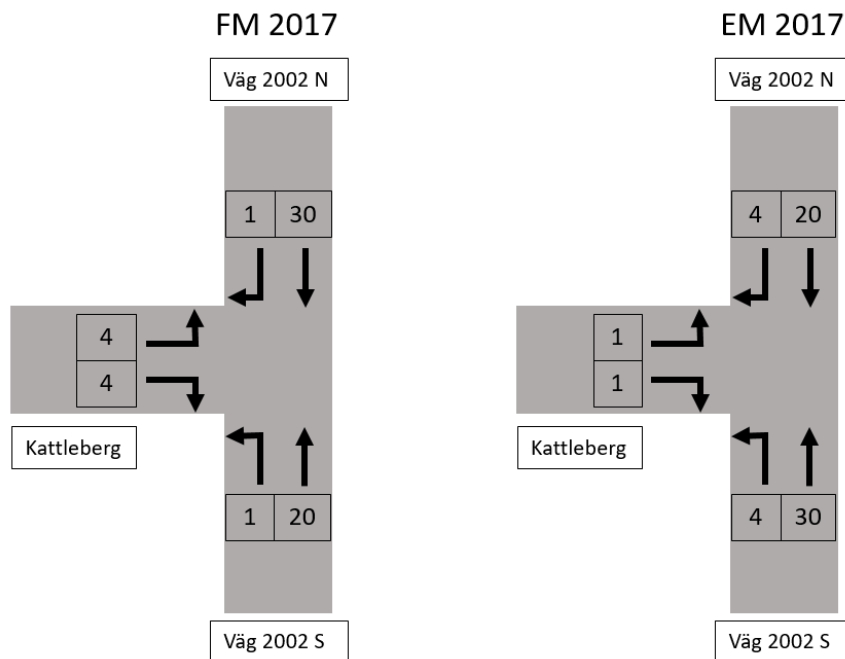 FM 2017
Väg 2002 N
1 30
4
4
Kattleberg
1 20
Väg 2002 S
EM 2017
Väg 2002 N
4 20
1
1
Kattleberg
4 30
Väg 2002 S